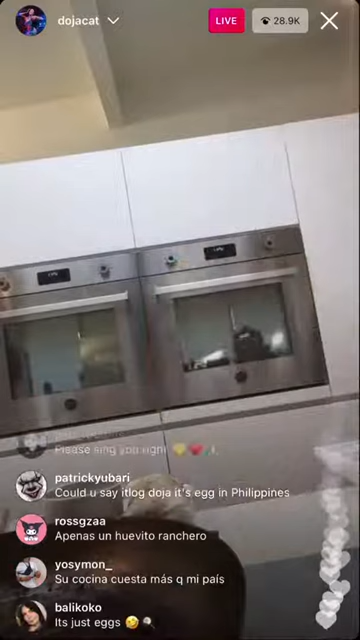 dojacat
LIVE
28.9K
Please sing you right
patrickyubari
Could u say itlog doja it's egg in Philippines
rossgzaa
Apenas un huevito ranchero
yosymon_
Su cocina cuesta más q mi país
balikoko
Its just eggs 🤣🍳